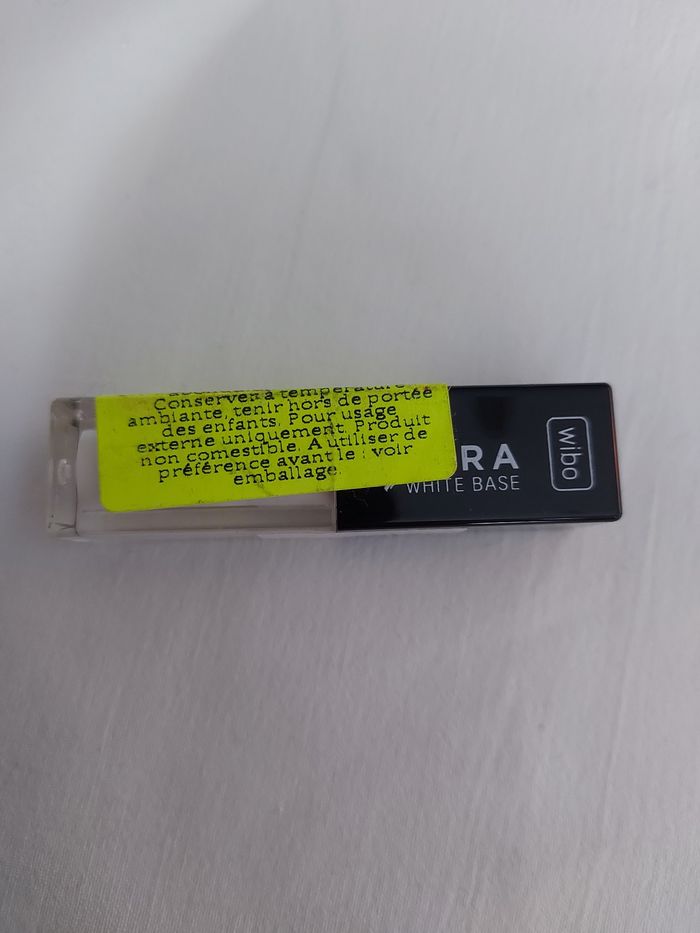 Conserver à température
ambiante, tenir hors de portée
des enfants. Pour usage
externe uniquement. Produit
non comestible. A utiliser de
préférence avant le : voir
emballage.
RA
WHITE BASE
wibo